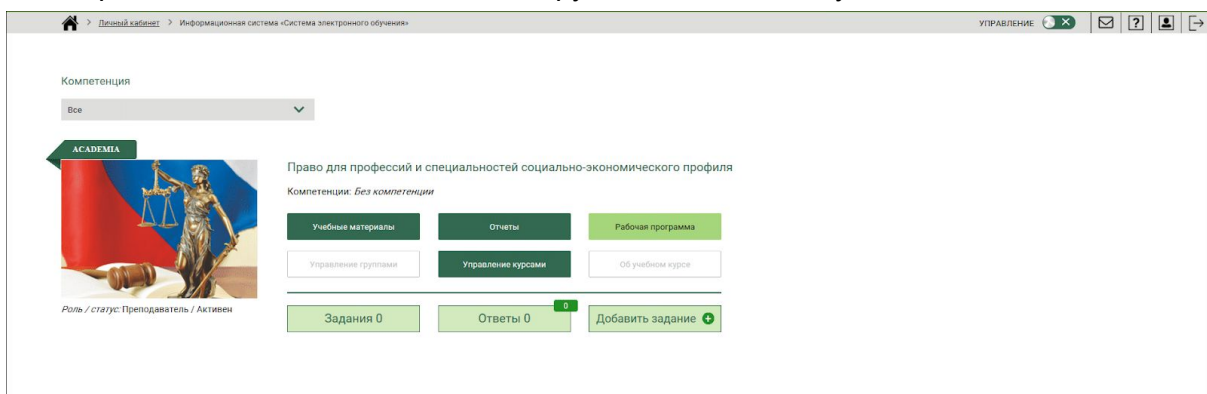 Личный кабинет > Информационная система «Система электронного обучения»
УПРАВЛЕНИЕ
Компетенция
Все
ACADEMIA
Право для профессий и специальностей социально-экономического профиля
Компетенции: Без компетенции
Учебные материалы Отчеты Рабочая программа
Управление группами Управление курсами Об учебном курсе
Роль / статус: Преподаватель / Активен
0
Задания 0 Ответы 0 Добавить задание